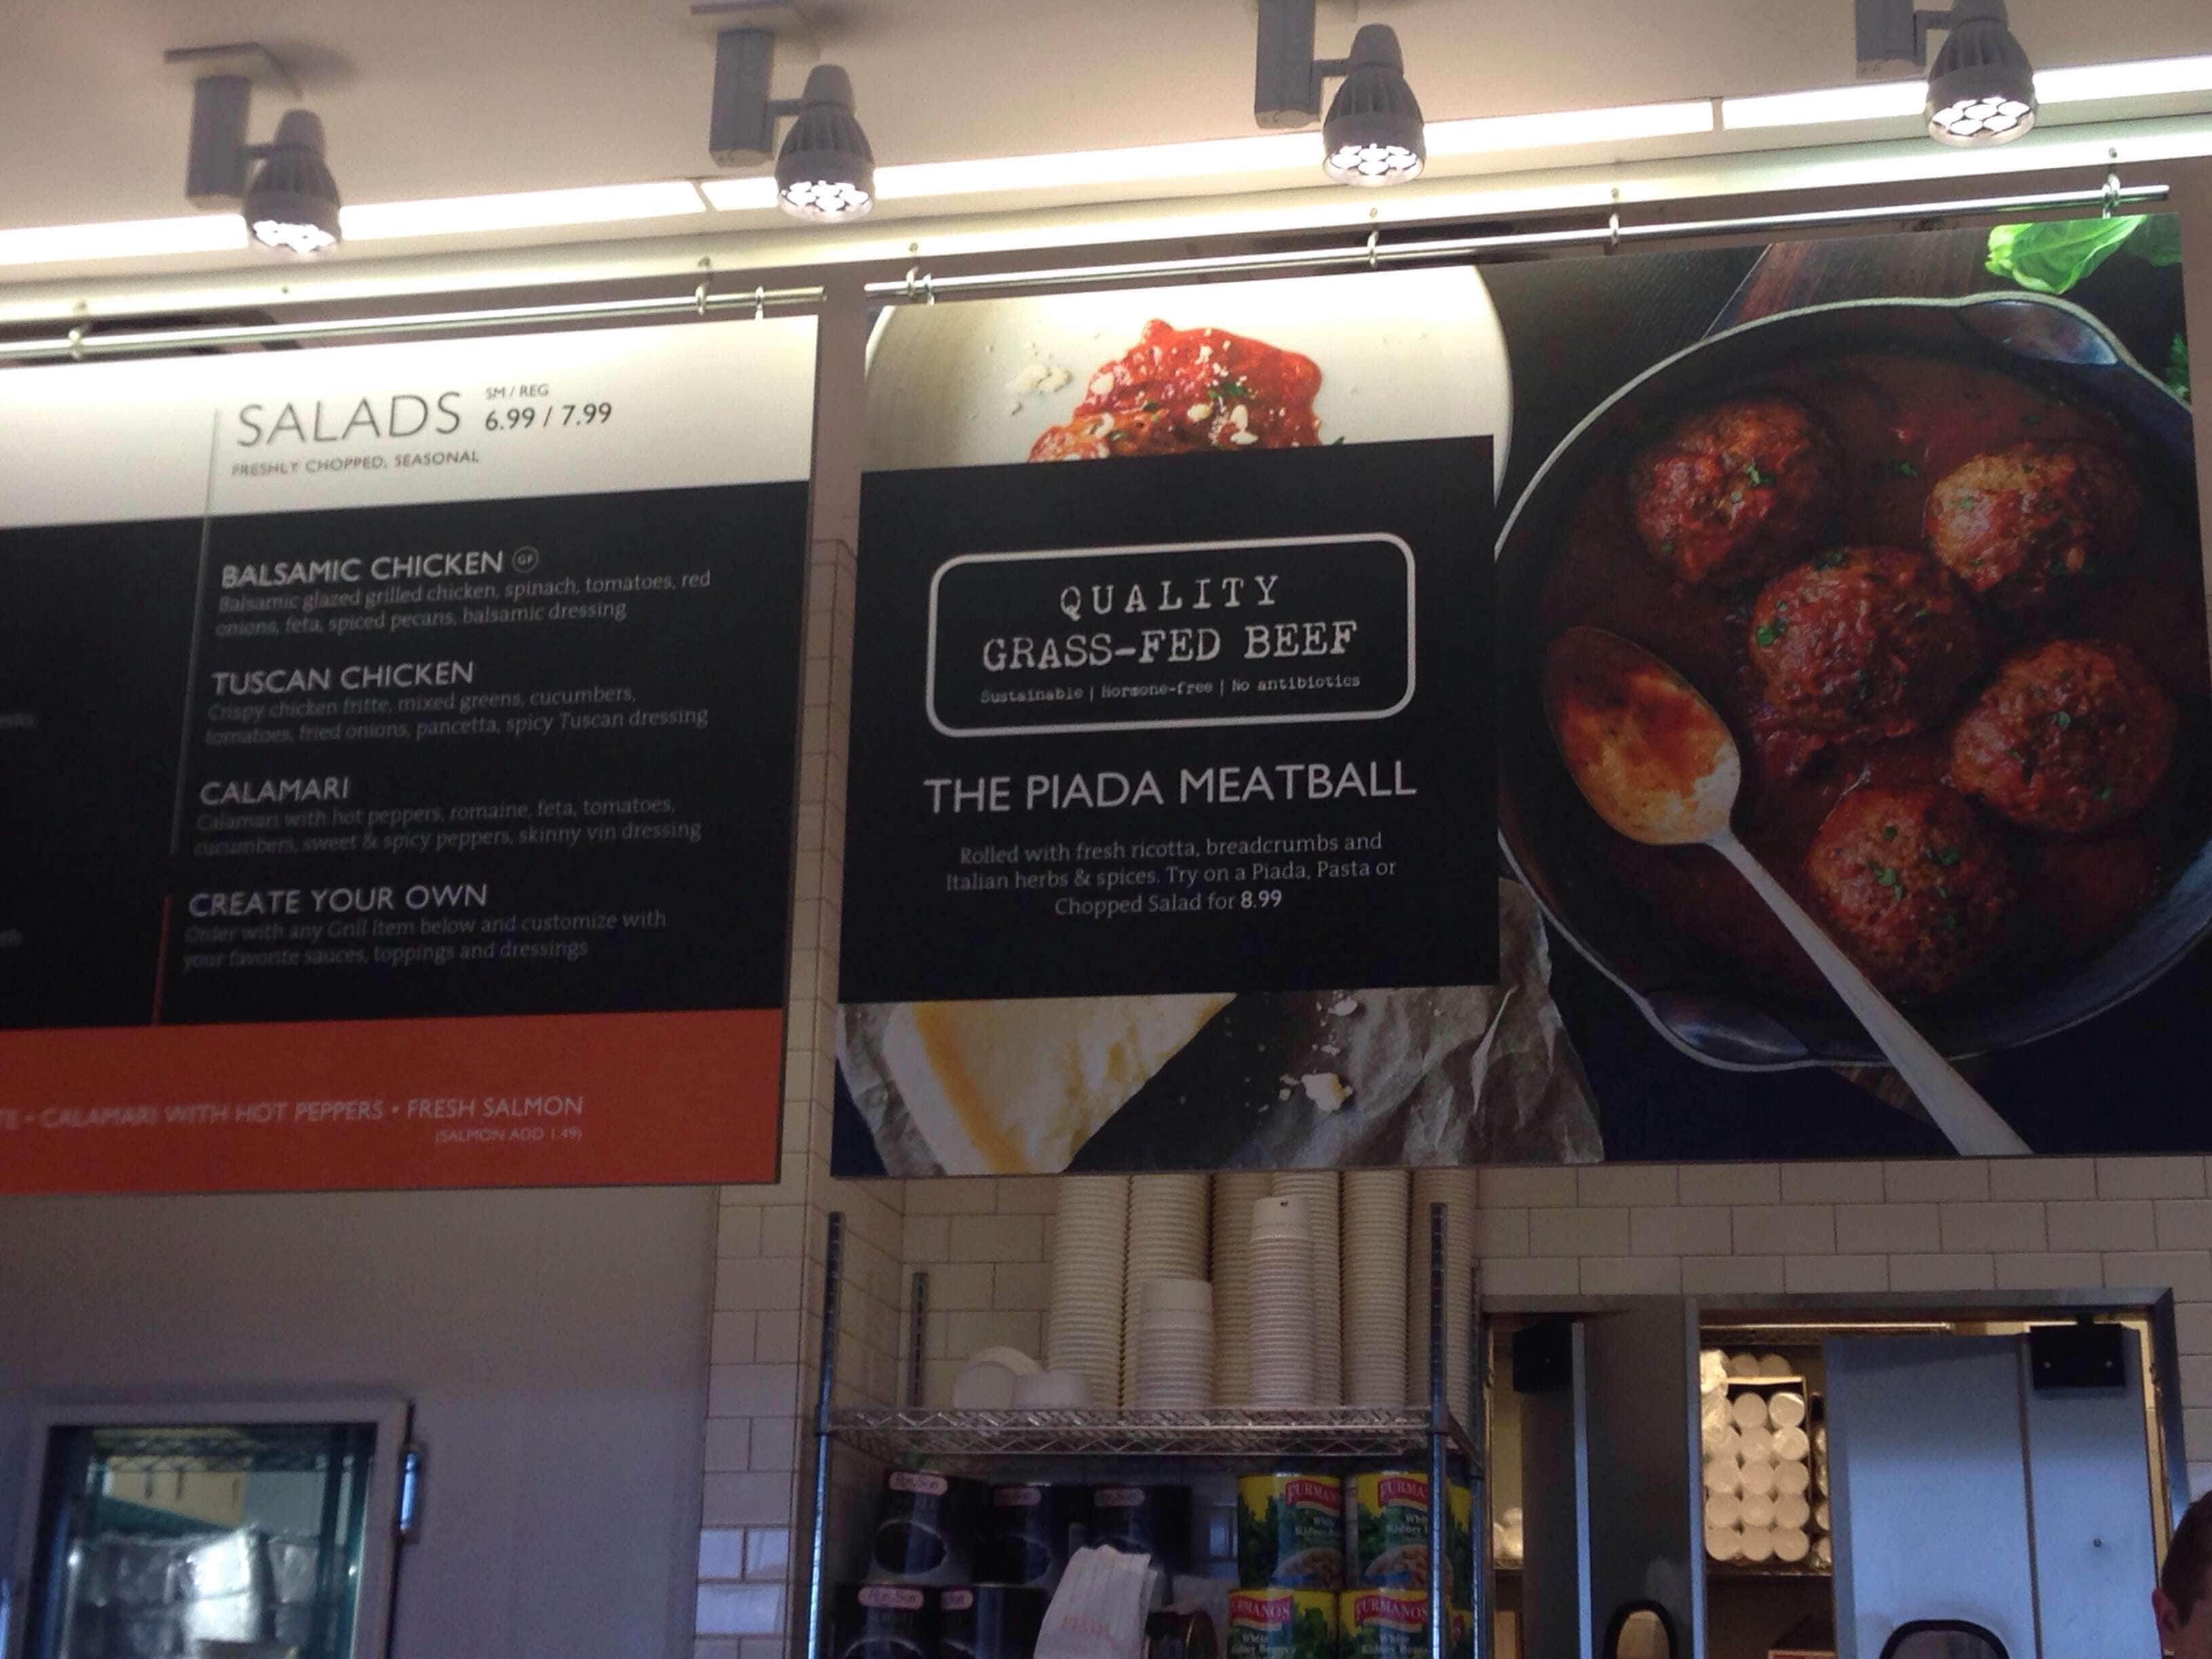 SALADS
SM / REG
6.99 / 7.99
FRESHLY CHOPPED, SEASONAL
BALSAMIC CHICKEN GF
Balsamic glazed grilled chicken, spinach, tomatoes, red
onions, feta, spiced pecans, balsamic dressing
TUSCAN CHICKEN
Crispy chicken fritte, mixed greens, cucumbers,
tomatoes, fried onions, pancetta, spicy Tuscan dressing
CALAMARI
Calamari with hot peppers, romaine, feta, tomatoes,
cucumbers, sweet & spicy peppers, skinny vin dressing
CREATE YOUR OWN
Order with any Grill item below and customize with
your favorite sauces, toppings and dressings
• CALAMARI WITH HOT PEPPERS • FRESH SALMON
(SALMON ADD 1.49)
QUALITY
GRASS-FED BEEF
Sustainable | Hormone-free | No antibiotics
THE PIADA MEATBALL
Rolled with fresh ricotta, breadcrumbs and
Italian herbs & spices. Try on a Piada, Pasta or
Chopped Salad for 8.99
FURMANO'S
White
Kidney Beans